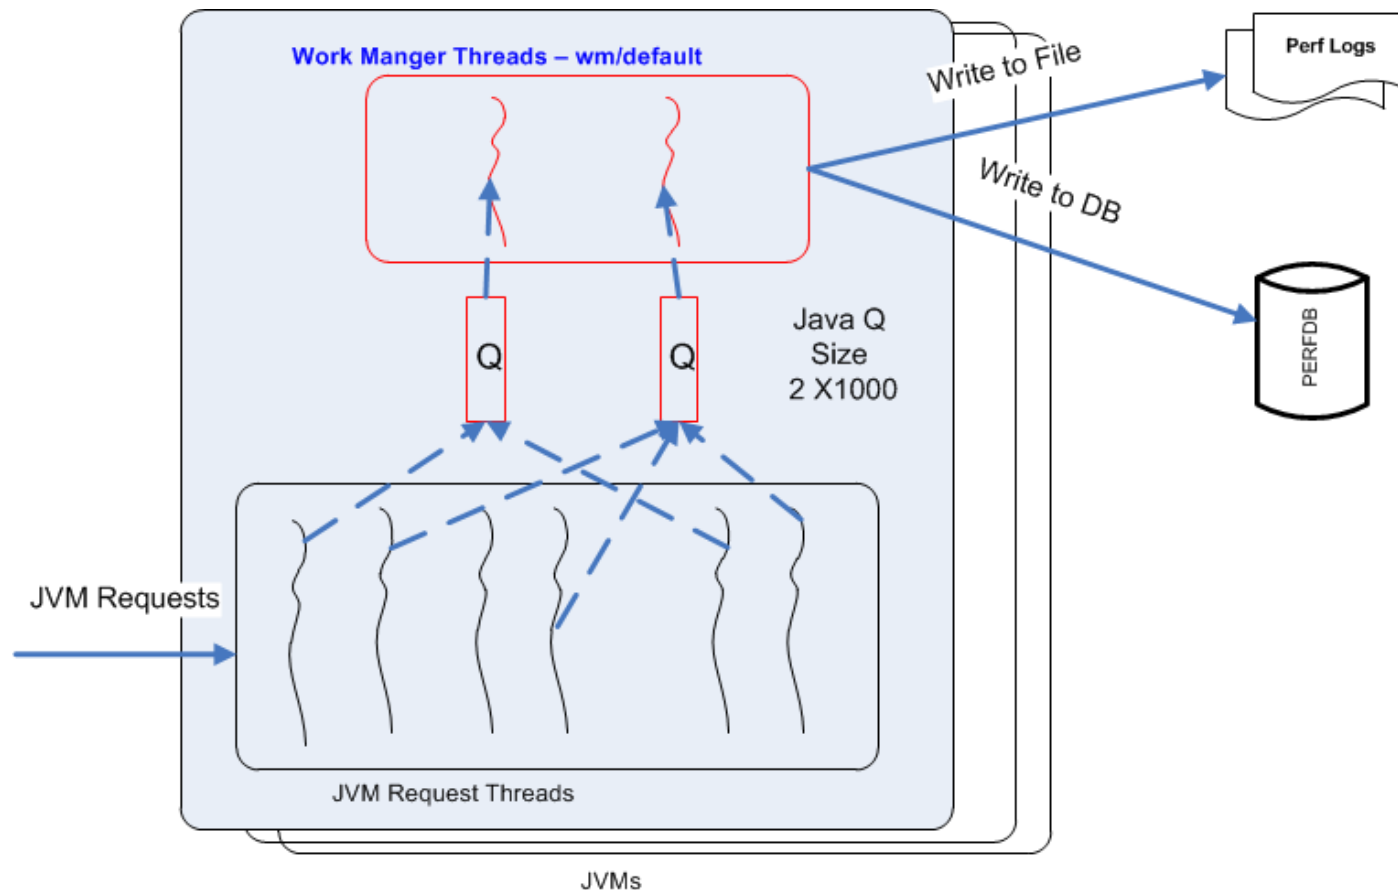 Work Manger Threads – wm/default
Write to File
Perf Logs
Write to DB
Q
Q
Java Q
Size
2 X1000
PERFDB
JVM Requests
JVM Request Threads
JVMs